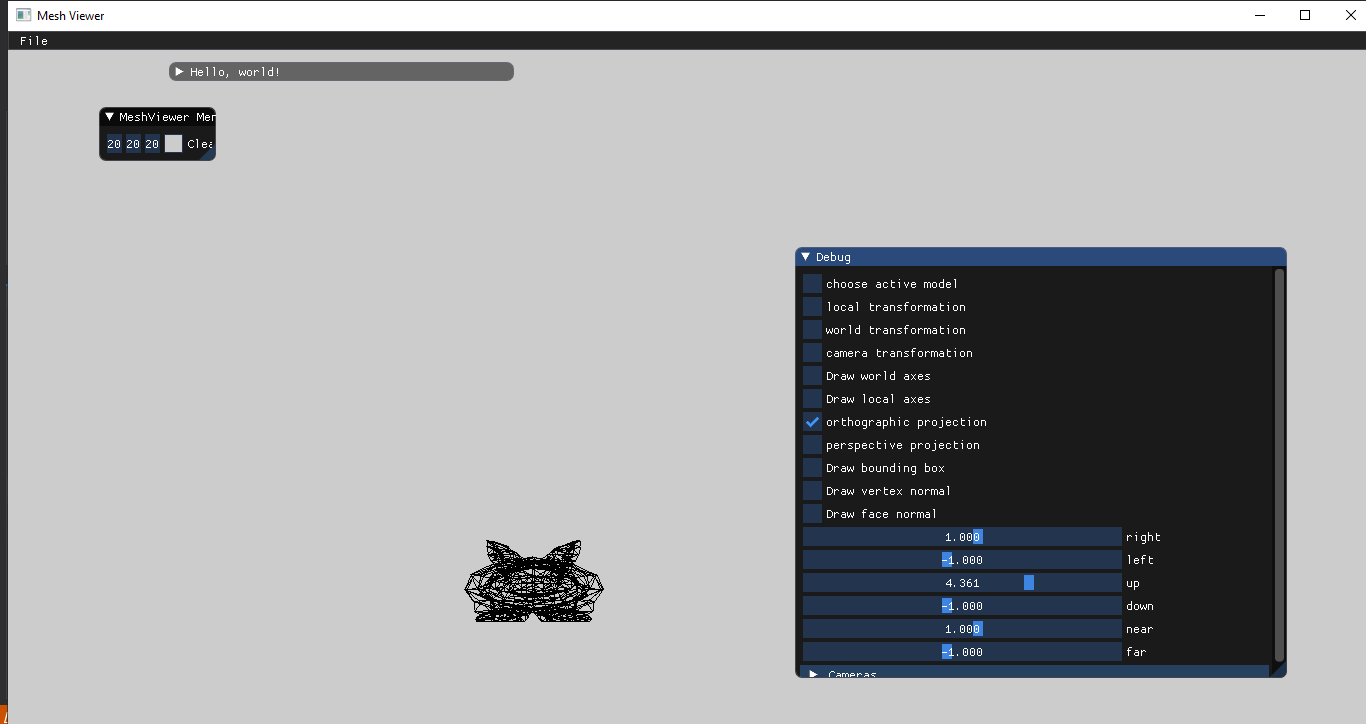 Mesh Viewer
File
Hello, world!
MeshViewer Mer
20 20 20 Clea
Debug
choose active model
local transformation
world transformation
camera transformation
Draw world axes
Draw local axes
orthographic projection
perspective projection
Draw bounding box
Draw vertex normal
Draw face normal
1.000 right
-1.000 left
4.361 up
-1.000 down
1.000 near
-1.000 far
Cameras